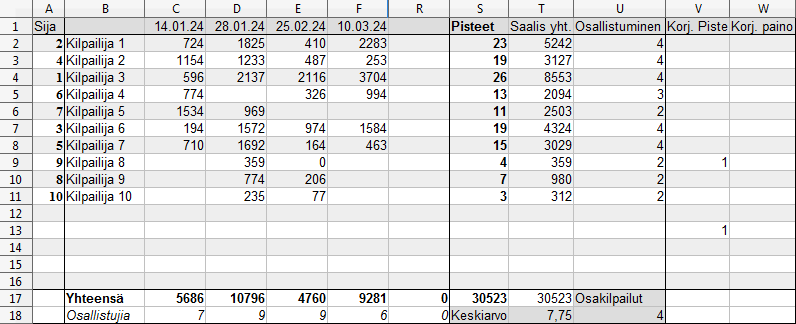 A B C D E F R S T U V W
1 Sija 14.01.24 28.01.24 25.02.24 10.03.24 Pisteet Saalis yht. Osallistuminen Korj. Piste Korj. paino
2 2 Kilpailija 1 724 1825 410 2283 23 5242 4
3 4 Kilpailija 2 1154 1233 487 253 19 3127 4
4 1 Kilpailija 3 596 2137 2116 3704 26 8553 4
5 6 Kilpailija 4 774 326 994 13 2094 3
6 7 Kilpailija 5 1534 969 11 2503 2
7 3 Kilpailija 6 194 1572 974 1584 19 4324 4
8 5 Kilpailija 7 710 1692 164 463 15 3029 4
9 9 Kilpailija 8 359 0 4 359 2 1
10 8 Kilpailija 9 774 206 7 980 2
11 10 Kilpailija 10 235 77 3 312 2
12
13 1
14
15
16
17 Yhteensä 5686 10796 4760 9281 0 30523 30523 Osakilpailut
18 Osallistujia 7 9 9 6 0 Keskiarvo 7,75 4